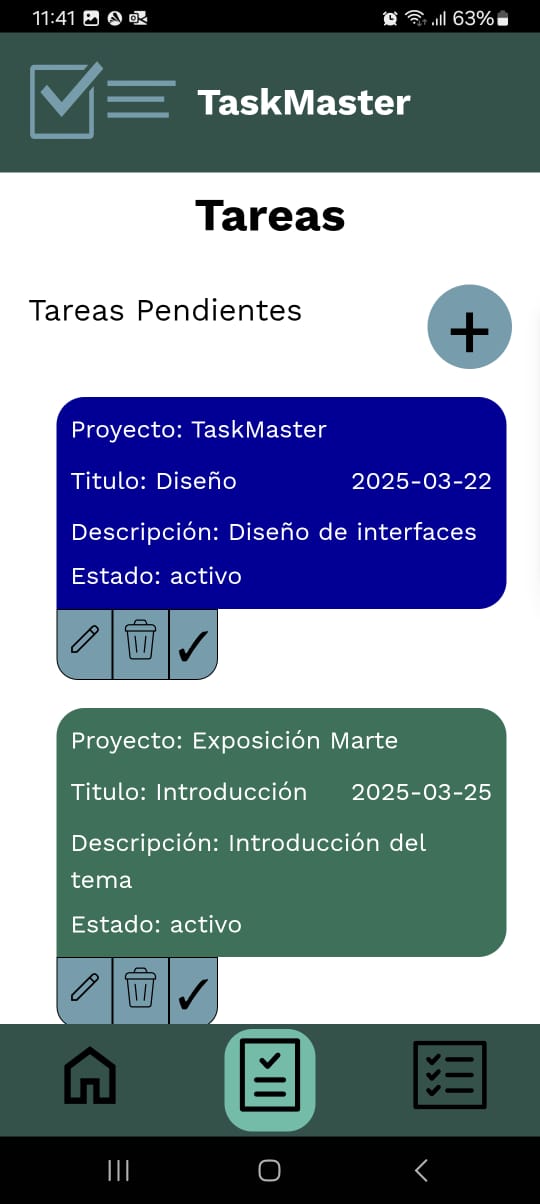 11:41 63%
TaskMaster
Tareas
Tareas Pendientes
Proyecto: TaskMaster
Titulo: Diseño 2025-03-22
Descripción: Diseño de interfaces
Estado: activo
Proyecto: Exposición Marte
Titulo: Introducción 2025-03-25
Descripción: Introducción del
tema
Estado: activo